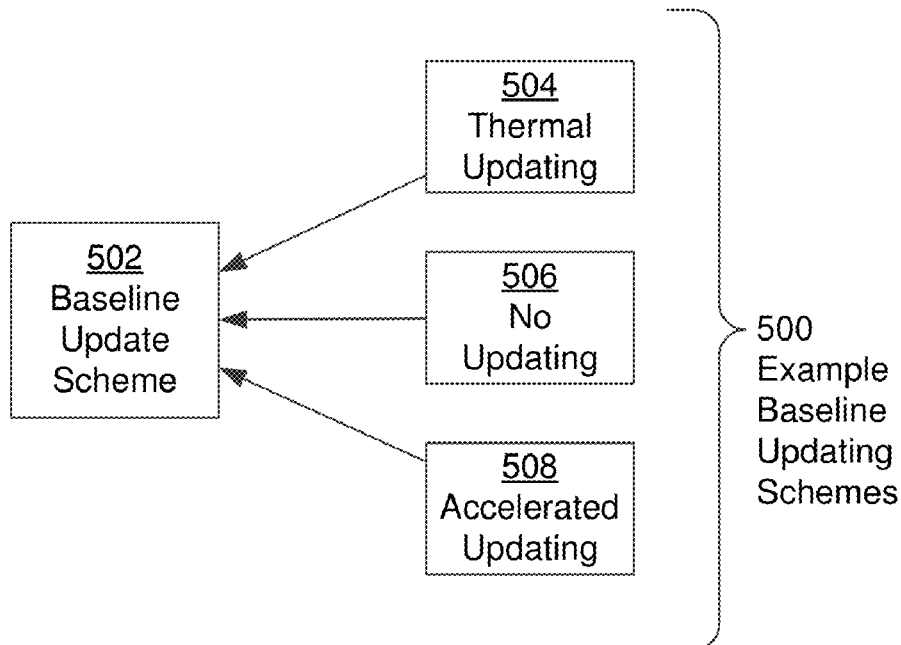 504
Thermal
Updating
502
Baseline
Update
Scheme
506
No
Updating
508
Accelerated
Updating
500
Example
Baseline
Updating
Schemes